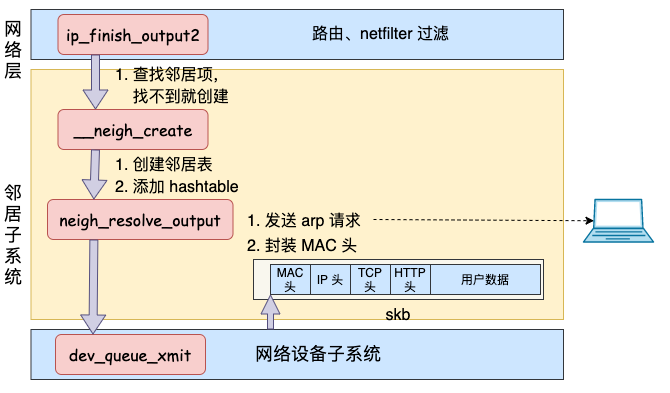 网络层
ip_finish_output2
路由、netfilter 过滤
1. 查找邻居项，
找不到就创建
__neigh_create
1. 创建邻居表
2. 添加 hashtable
邻居子系统
neigh_resolve_output
1. 发送 arp 请求
2. 封装 MAC 头
MAC 头
IP 头
TCP 头
HTTP 头
用户数据
skb
dev_queue_xmit
网络设备子系统